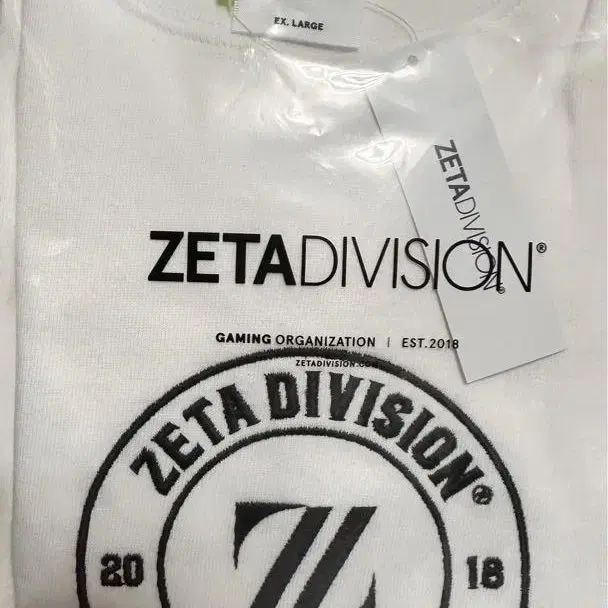 EX. LARGE
ZETADIVISION®
ZETADIVISION®
GAMING ORGANIZATION | EST.2018
ZETADIVISION.COM
ZETA DIVISION®
20 18
Z